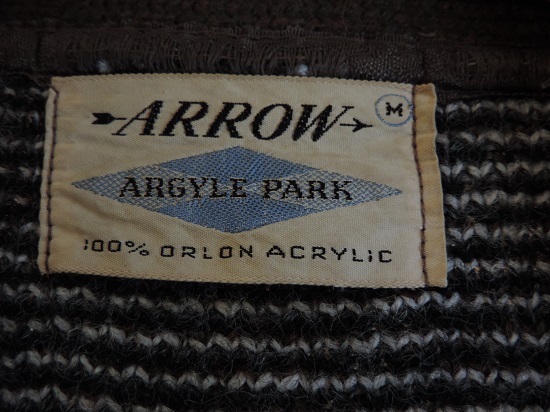 ARROW M
ARGYLE PARK
100% ORLON ACRYLIC